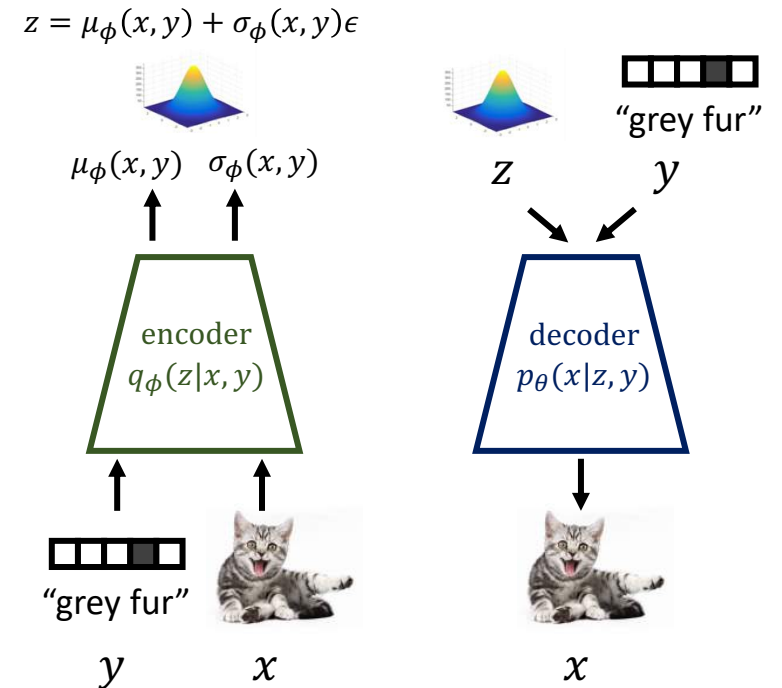 z = μ_ϕ(x, y) + σ_ϕ(x, y)ϵ
μ_ϕ(x, y) σ_ϕ(x, y)
encoder
q_ϕ(z|x, y)
"grey fur"
y x
"grey fur"
z y
decoder
p_θ(x|z, y)
x